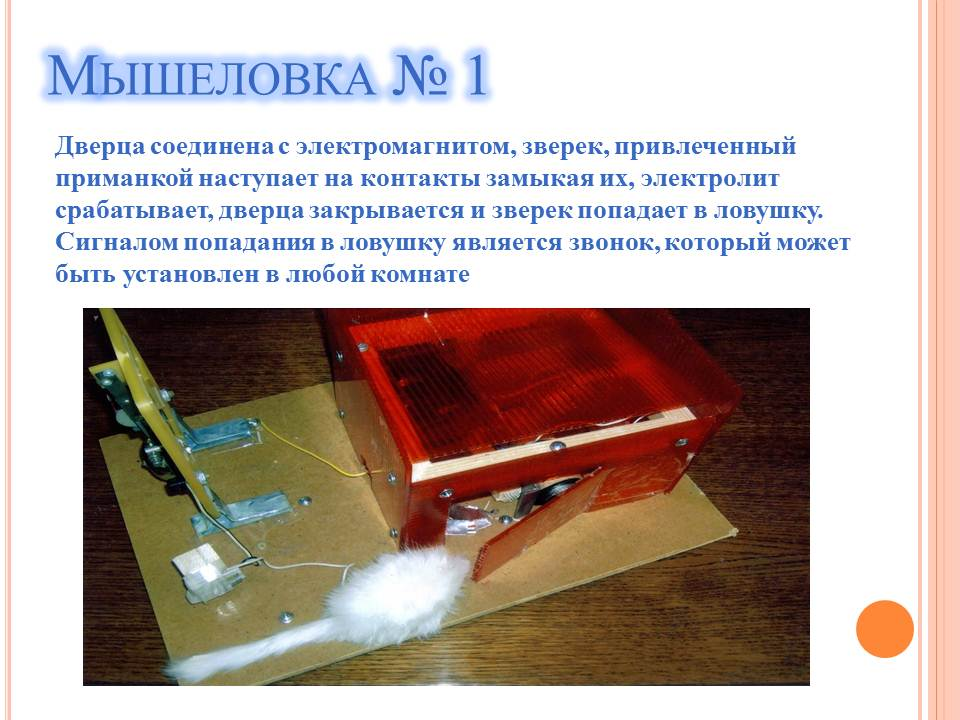 Мышеловка № 1
Дверца соединена с электромагнитом, зверек, привлеченный
приманкой наступает на контакты замыкая их, электролит
срабатывает, дверца закрывается и зверек попадает в ловушку.
Сигналом попадания в ловушку является звонок, который может
быть установлен в любой комнате